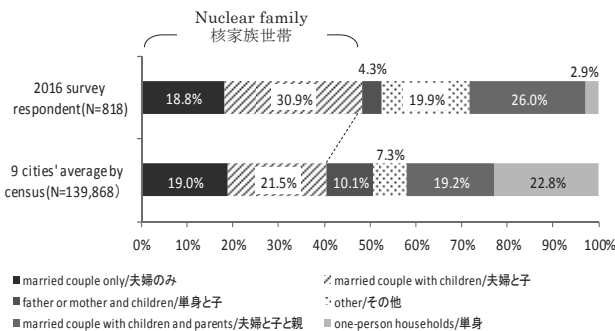 Nuclear family
核家族世帯
2016 survey
respondent(N=818)
18.8%
30.9%
4.3%
19.9%
26.0%
2.9%
9 cities' average by
census(N=139,868)
19.0%
21.5%
10.1%
7.3%
19.2%
22.8%
0% 10% 20% 30% 40% 50% 60% 70% 80% 90% 100%
married couple only/夫婦のみ
married couple with children/夫婦と子
father or mother and children/単身と子
other/その他
married couple with children and parents/夫婦と子と親
one-person households/単身